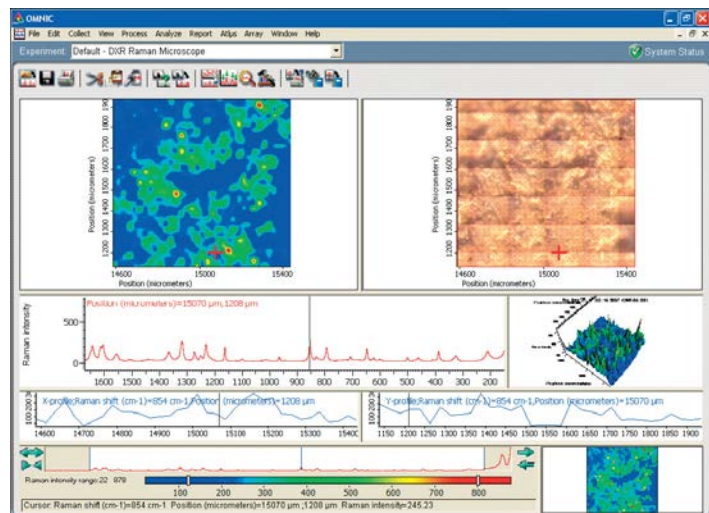 OMNIC
File Edit Collect View Process Analyze Report Atlμs Array Window Help
Experiment: Default - DXR Raman Microscope
System Status
Position (micrometers)
1200 1300 1400 1500 1600 1700 1800 190
14600 15000 15400
Position (micrometers)
Position (micrometers)
1200 1300 1400 1500 1600 1700 1800 190
14600 15000 15400
Position (micrometers)
Position (micrometers)=15070 μm,1208 μm
Raman intensity
500
0
1600 1500 1400 1300 1200 1100 1000 900 800 700 600 500 400 300 200
X-profile;Raman shift (cm-1)=854 cm-1,Position (micrometers)=1208 μm
14600 14700 14800 14900 15000 15100 15200 15300 15400
Y-profile;Raman shift (cm-1)=854 cm-1,Position (micrometers)=15070 μm
1150 1200 1250 1300 1350 1400 1450 1500 1550 1600 1650 1700 1750 1800 1850 1900
Raman intensity range:22 878
100 200 300 400 500 600 700 800
Cursor: Raman shift (cm-1)=854 cm-1 Position (micrometers)=15070 μm ;1208 μm Raman intensity=245.23